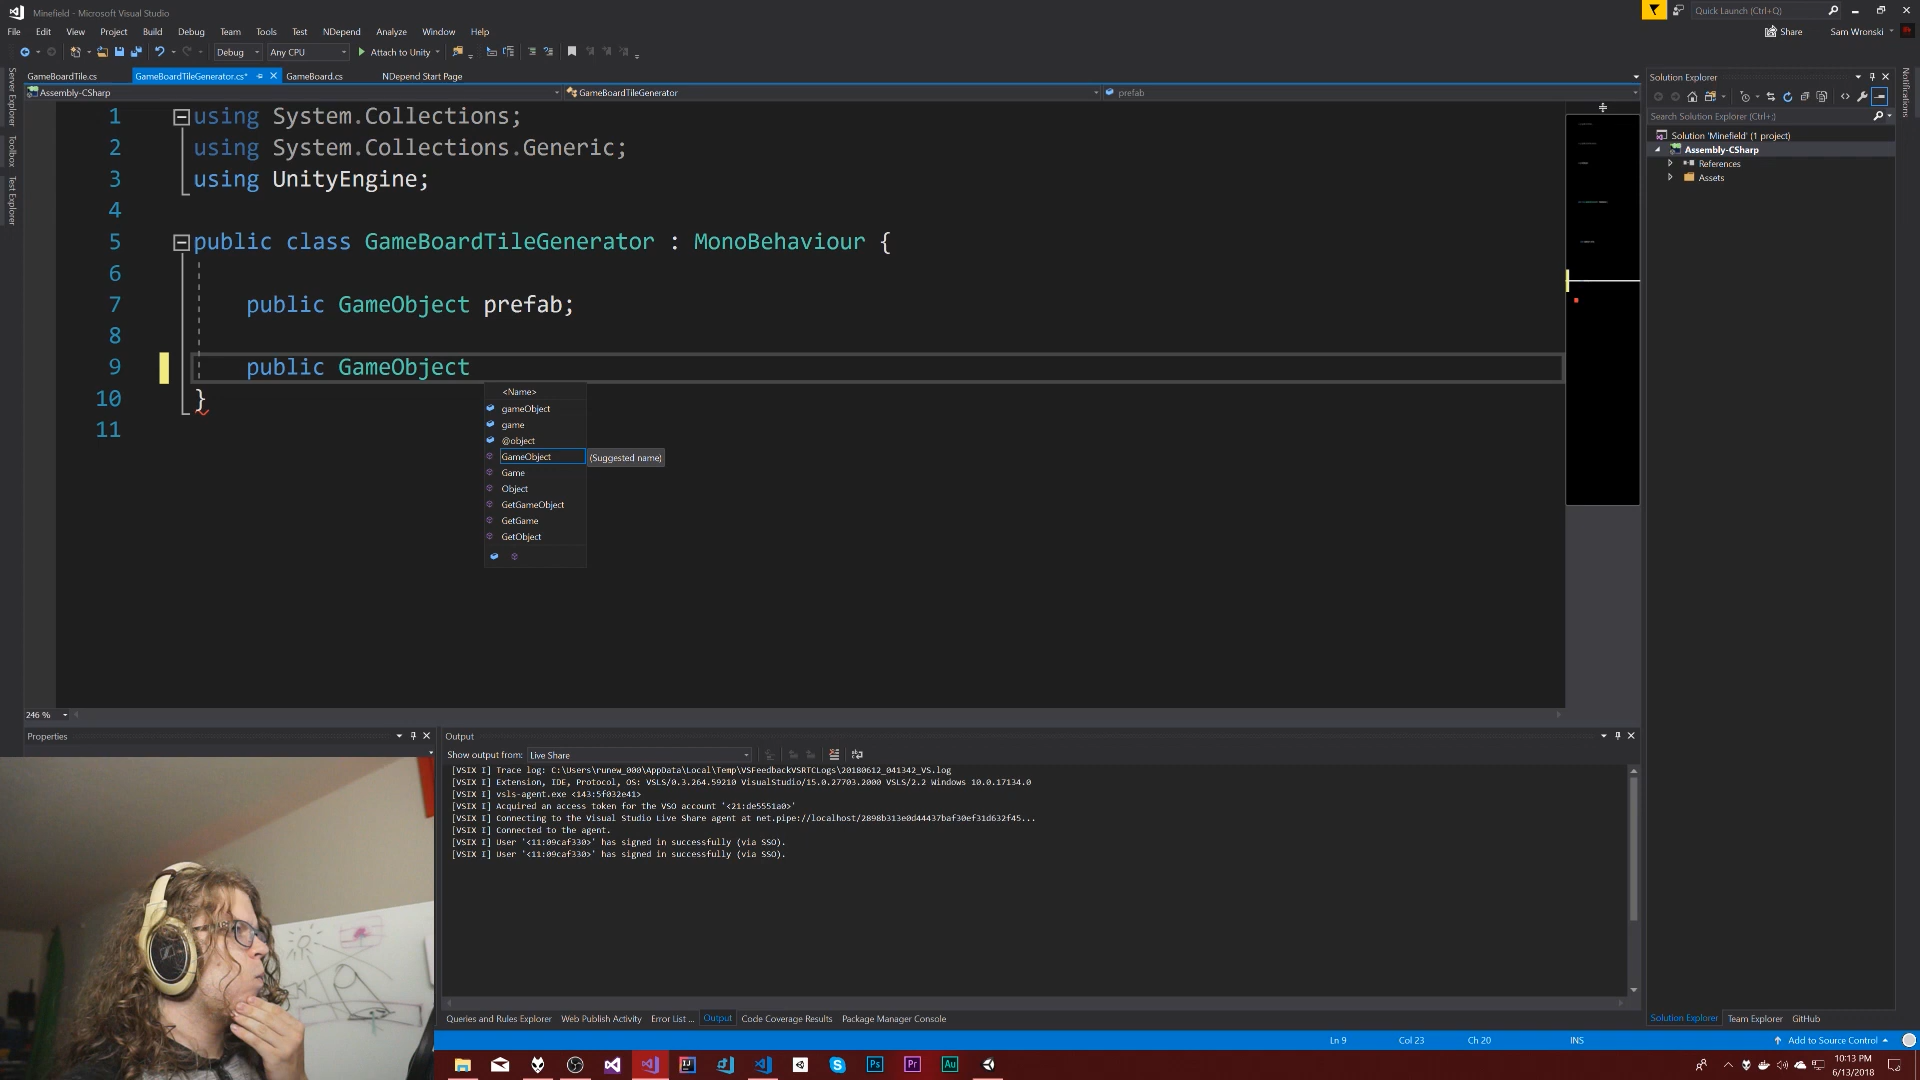 Minefield - Microsoft Visual Studio
Quick Launch (Ctrl+Q)
File Edit View Project Build Debug Team Tools Test NDepend Analyze Window Help
Share
Sam Wronski
Debug Any CPU Attach to Unity
GameBoardTile.cs GameBoardTileGenerator.cs* GameBoard.cs NDepend Start Page
Assembly-CSharp GameBoardTileGenerator prefab
Server Explorer
Toolbox
Test Explorer
Notifications
1 using System.Collections;
2 using System.Collections.Generic;
3 using UnityEngine;
4
5 public class GameBoardTileGenerator : MonoBehaviour {
6
7 public GameObject prefab;
8
9 public GameObject
10 }
11
<Name>
gameObject
game
@object
GameObject (Suggested name)
Game
Object
GetGameObject
GetGame
GetObject
Solution Explorer
Search Solution Explorer (Ctrl+;)
Solution 'Minefield' (1 project)
Assembly-CSharp
References
Assets
246 %
Properties
Output
Show output from: Live Share
[VSIX I] Trace log: C:\Users\runew_000\AppData\Local\Temp\VSFeedbackVSRTCLogs\20180612_041342_VS.log
[VSIX I] Extension, IDE, Protocol, OS: VSLS/0.3.264.59210 VisualStudio/15.0.27703.2000 VSLS/2.2 Windows 10.0.17134.0
[VSIX I] vsls-agent.exe <143:5f032e41>
[VSIX I] Acquired an access token for the VSO account '<21:de5551a0>'
[VSIX I] Connecting to the Visual Studio Live Share agent at net.pipe://localhost/2898b313e0d44437baf30ef31d632f45...
[VSIX I] Connected to the agent.
[VSIX I] User '<11:09caf330>' has signed in successfully (via SSO).
[VSIX I] User '<11:09caf330>' has signed in successfully (via SSO).
Queries and Rules Explorer Web Publish Activity Error List ... Output Code Coverage Results Package Manager Console
Solution Explorer Team Explorer GitHub
Ln 9 Col 23 Ch 20 INS Add to Source Control
Ps Pr Au
10:13 PM
6/13/2018